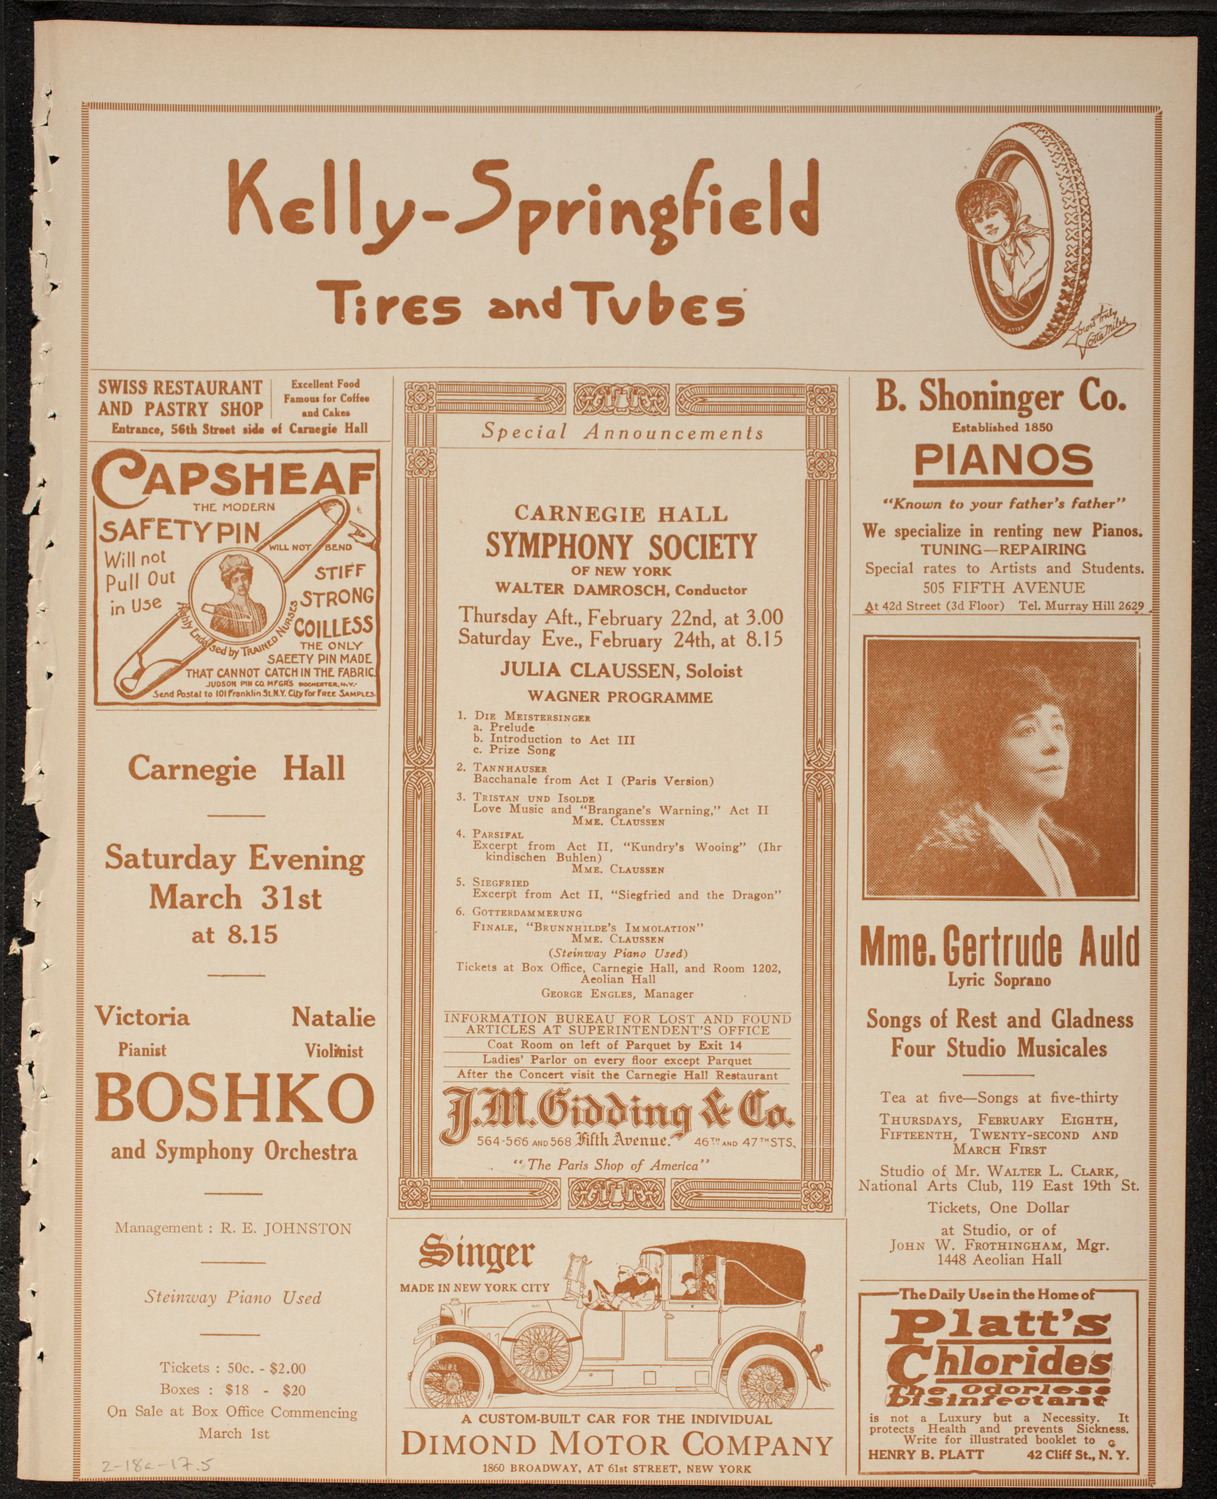 Kelly-Springfield
Tires and Tubes
Yours truly
Lotta Miles
SWISS RESTAURANT
AND PASTRY SHOP
Excellent Food
Famous for Coffee
and Cakes
Entrance, 56th Street side of Carnegie Hall
CAPSHEAF
THE MODERN
SAFETY PIN
WILL NOT BEND
Will not
Pull Out
in Use
STIFF
STRONG
COILLESS
Highly Endorsed by TRAINED NURSES
THE ONLY
SAFETY PIN MADE
THAT CANNOT CATCH IN THE FABRIC.
JUDSON PIN CO. MFGRS ROCHESTER, N.Y.
Send Postal to 101 Franklin St. N.Y. City for FREE SAMPLES.
Carnegie Hall
Saturday Evening
March 31st
at 8.15
Victoria Natalie
Pianist Violinist
BOSHKO
and Symphony Orchestra
Management : R. E. JOHNSTON
Steinway Piano Used
Tickets : 50c. - $2.00
Boxes : $18 - $20
On Sale at Box Office Commencing
March 1st
2-18a-17.5
Special Announcements
CARNEGIE HALL
SYMPHONY SOCIETY
OF NEW YORK
WALTER DAMROSCH, Conductor
Thursday Aft., February 22nd, at 3.00
Saturday Eve., February 24th, at 8.15
JULIA CLAUSSEN, Soloist
WAGNER PROGRAMME
1. DIE MEISTERSINGER
a. Prelude
b. Introduction to Act III
c. Prize Song
2. TANNHAUSER
Bacchanale from Act I (Paris Version)
3. TRISTAN UND ISOLDE
Love Music and "Brangane's Warning," Act II
MME. CLAUSSEN
4. PARSIFAL
Excerpt from Act II, "Kundry's Wooing" (Ihr
kindischen Buhlen)
MME. CLAUSSEN
5. SIEGFRIED
Excerpt from Act II, "Siegfried and the Dragon"
6. GOTTERDAMMERUNG
FINALE, "BRUNNHILDE'S IMMOLATION"
MME. CLAUSSEN
(Steinway Piano Used)
Tickets at Box Office, Carnegie Hall, and Room 1202,
Aeolian Hall
GEORGE ENGLES, Manager
INFORMATION BUREAU FOR LOST AND FOUND
ARTICLES AT SUPERINTENDENT'S OFFICE
Coat Room on left of Parquet by Exit 14
Ladies' Parlor on every floor except Parquet
After the Concert visit the Carnegie Hall Restaurant
J. M. Gidding & Co.
564-566 AND 568 Fifth Avenue. 46TH AND 47TH STS.
"The Paris Shop of America"
Singer
MADE IN NEW YORK CITY
A CUSTOM-BUILT CAR FOR THE INDIVIDUAL
DIMOND MOTOR COMPANY
1860 BROADWAY, AT 61st STREET, NEW YORK
B. Shoninger Co.
Established 1850
PIANOS
"Known to your father's father"
We specialize in renting new Pianos.
TUNING—REPAIRING
Special rates to Artists and Students.
505 FIFTH AVENUE
At 42d Street (3d Floor) Tel. Murray Hill 2629
Mme. Gertrude Auld
Lyric Soprano
Songs of Rest and Gladness
Four Studio Musicales
Tea at five—Songs at five-thirty
THURSDAYS, FEBRUARY EIGHTH,
FIFTEENTH, TWENTY-SECOND AND
MARCH FIRST
Studio of Mr. WALTER L. CLARK,
National Arts Club, 119 East 19th St.
Tickets, One Dollar
at Studio, or of
JOHN W. FROTHINGHAM, Mgr.
1448 Aeolian Hall
The Daily Use in the Home of
Platt's
Chlorides
The Odorless
Disinfectant
is not a Luxury but a Necessity. It
protects Health and prevents Sickness.
Write for illustrated booklet to G
HENRY B. PLATT 42 Cliff St., N. Y.